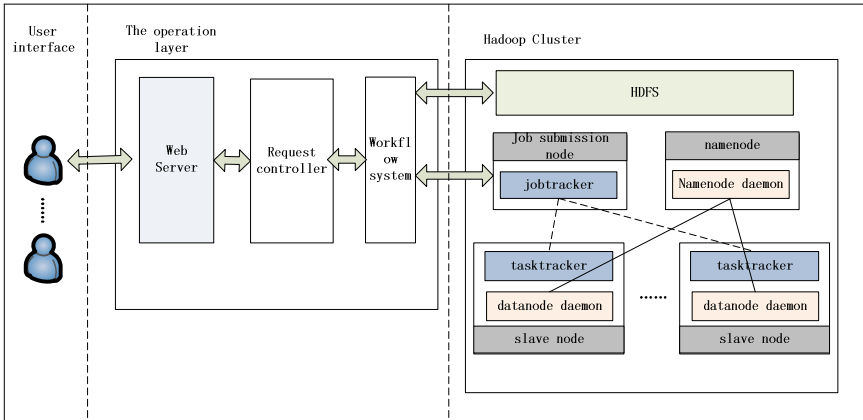 User
interface
The operation
layer
Hadoop Cluster
Web
Server
Request
controller
Workfl
ow
system
HDFS
Job submission
node
jobtracker
namenode
Namenode daemon
tasktracker
datanode daemon
slave node
......
tasktracker
datanode daemon
slave node